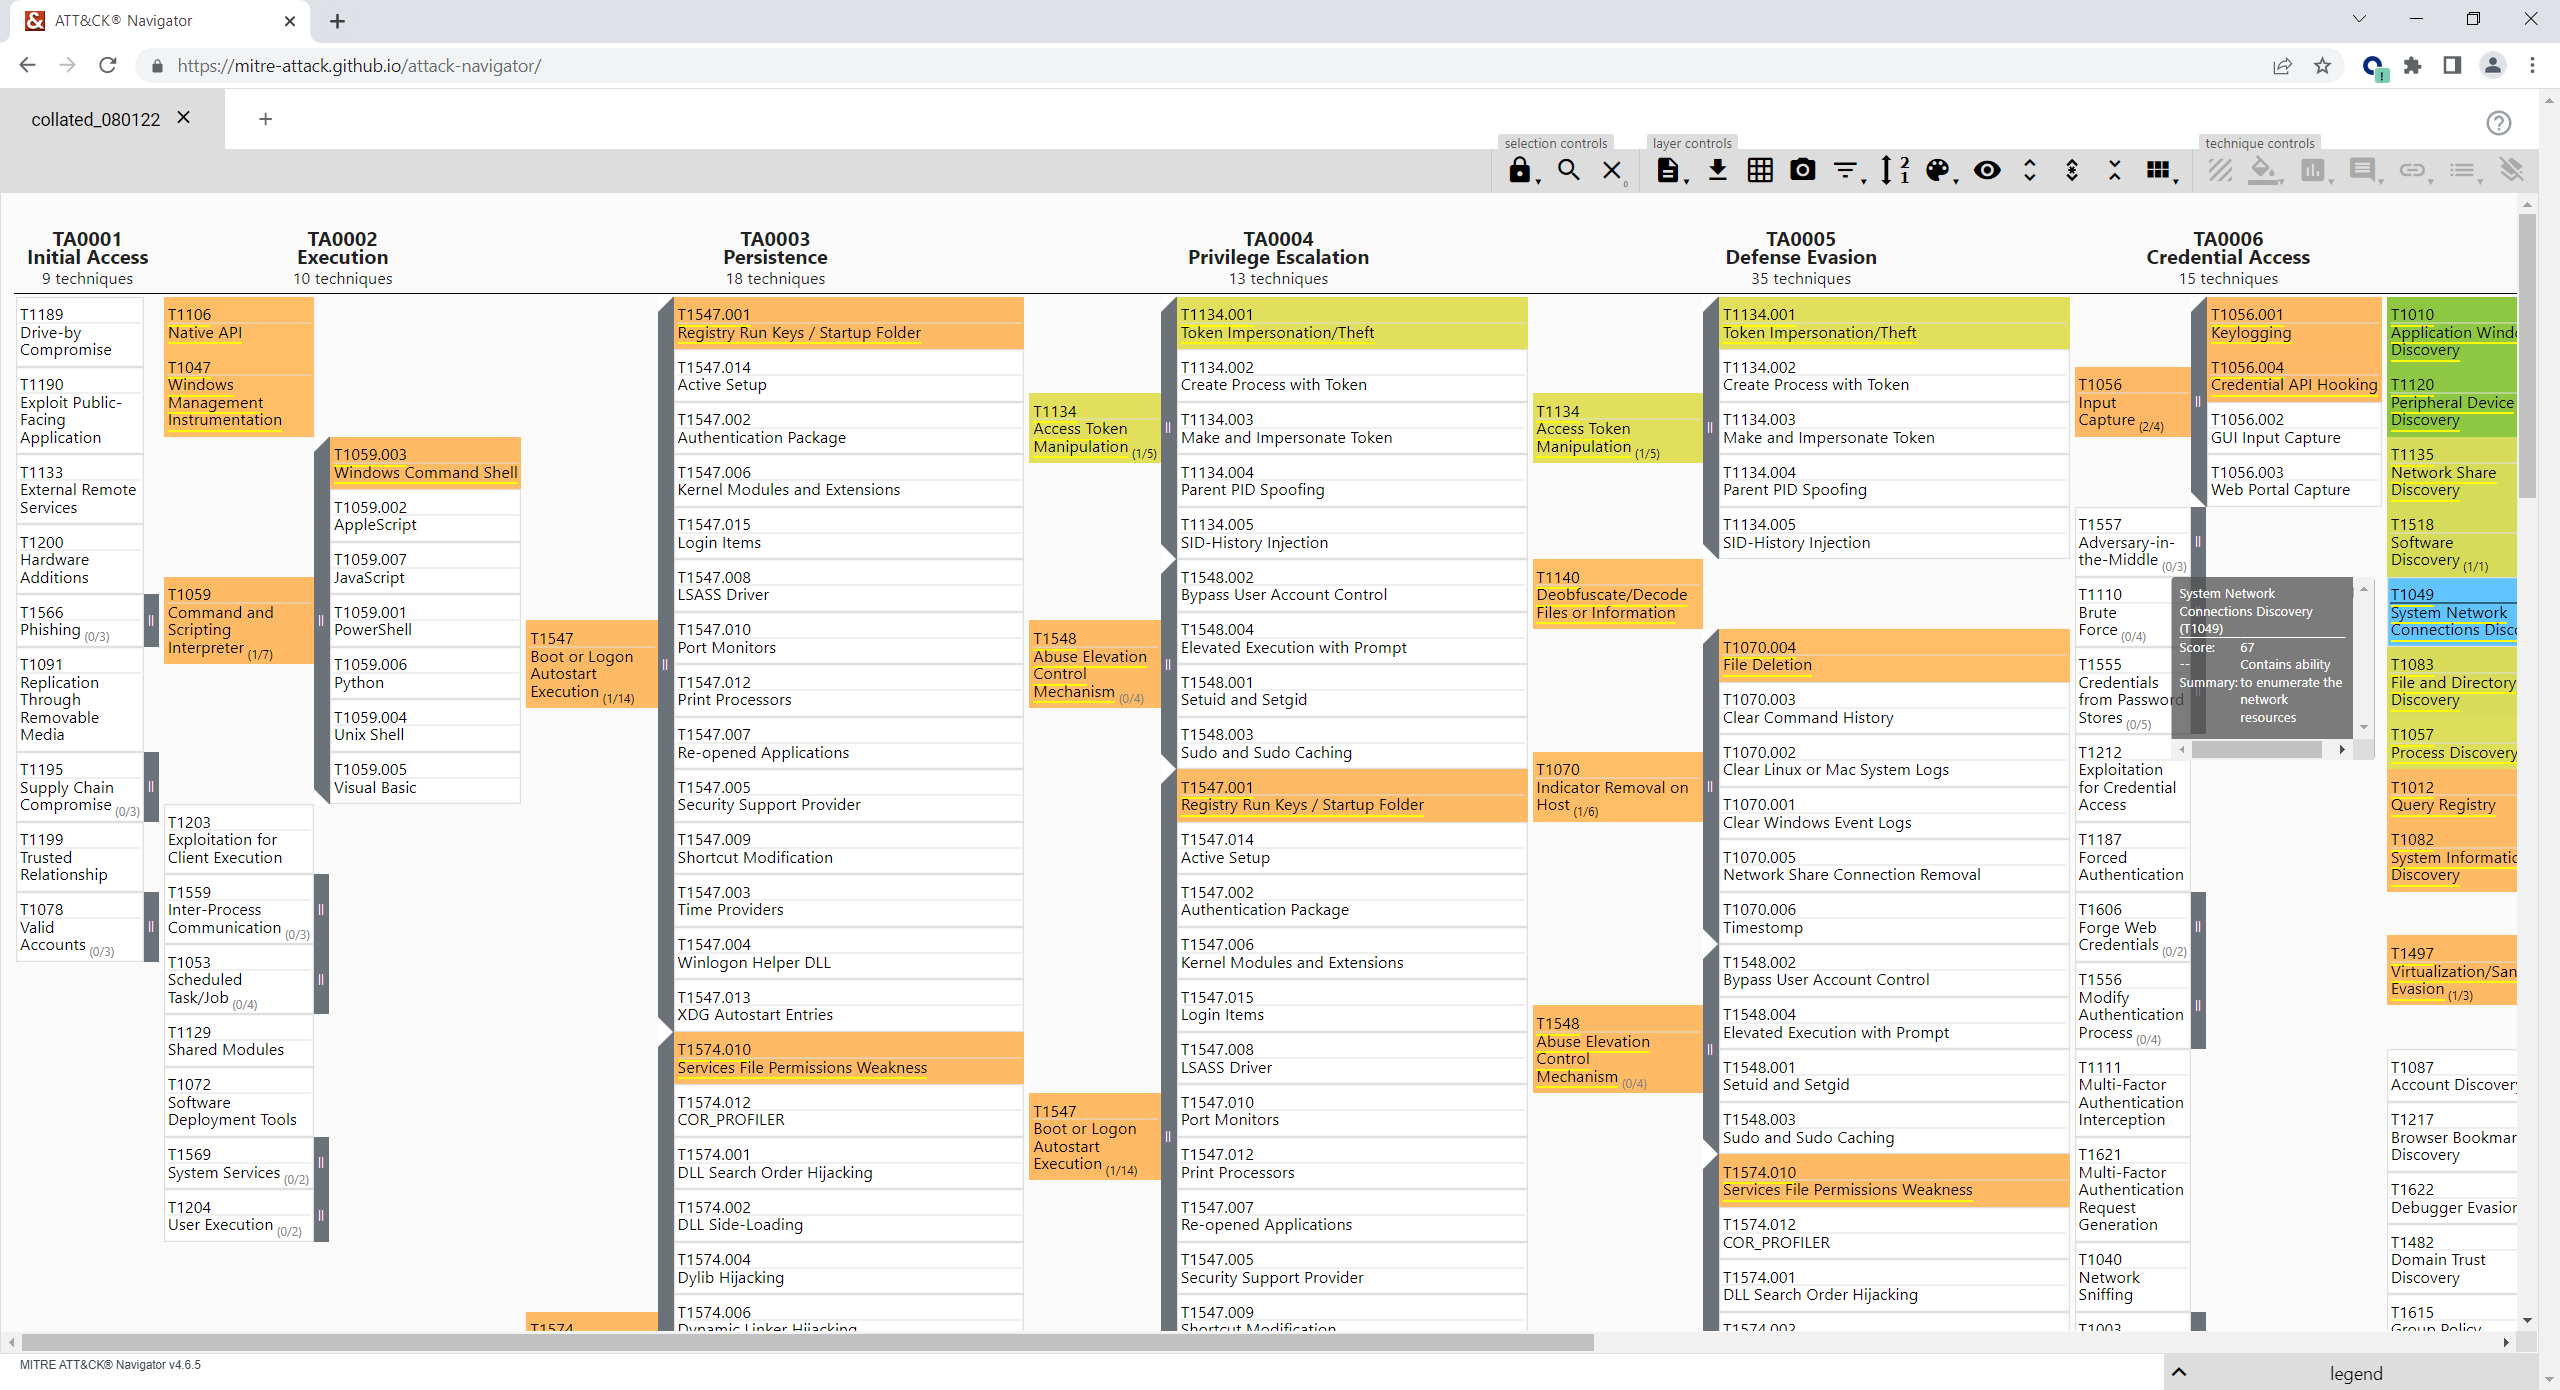 ATT&CK® Navigator
https://mitre-attack.github.io/attack-navigator/
collated_080122
selection controls
layer controls
technique controls
0
2
1
TA0001
Initial Access
9 techniques
T1189
Drive-by
Compromise
T1190
Exploit Public-
Facing
Application
T1133
External Remote
Services
T1200
Hardware
Additions
T1566
Phishing (0/3)
T1091
Replication
Through
Removable
Media
T1195
Supply Chain
Compromise (0/3)
T1199
Trusted
Relationship
T1078
Valid
Accounts (0/3)
TA0002
Execution
10 techniques
T1106
Native API
T1047
Windows
Management
Instrumentation
T1059
Command and
Scripting
Interpreter (1/7)
T1059.003
Windows Command Shell
T1059.002
AppleScript
T1059.007
JavaScript
T1059.001
PowerShell
T1059.006
Python
T1059.004
Unix Shell
T1059.005
Visual Basic
T1203
Exploitation for
Client Execution
T1559
Inter-Process
Communication (0/3)
T1053
Scheduled
Task/Job (0/4)
T1129
Shared Modules
T1072
Software
Deployment Tools
T1569
System Services (0/2)
T1204
User Execution (0/2)
TA0003
Persistence
18 techniques
T1547
Boot or Logon
Autostart
Execution (1/14)
T1547.001
Registry Run Keys / Startup Folder
T1547.014
Active Setup
T1547.002
Authentication Package
T1547.006
Kernel Modules and Extensions
T1547.015
Login Items
T1547.008
LSASS Driver
T1547.010
Port Monitors
T1547.012
Print Processors
T1547.007
Re-opened Applications
T1547.005
Security Support Provider
T1547.009
Shortcut Modification
T1547.003
Time Providers
T1547.004
Winlogon Helper DLL
T1547.013
XDG Autostart Entries
T1574
T1574.010
Services File Permissions Weakness
T1574.012
COR_PROFILER
T1574.001
DLL Search Order Hijacking
T1574.002
DLL Side-Loading
T1574.004
Dylib Hijacking
T1574.006
Dynamic Linker Hijacking
TA0004
Privilege Escalation
13 techniques
T1134
Access Token
Manipulation (1/5)
T1134.001
Token Impersonation/Theft
T1134.002
Create Process with Token
T1134.003
Make and Impersonate Token
T1134.004
Parent PID Spoofing
T1134.005
SID-History Injection
T1548
Abuse Elevation
Control
Mechanism (0/4)
T1548.002
Bypass User Account Control
T1548.004
Elevated Execution with Prompt
T1548.001
Setuid and Setgid
T1548.003
Sudo and Sudo Caching
T1547
Boot or Logon
Autostart
Execution (1/14)
T1547.001
Registry Run Keys / Startup Folder
T1547.014
Active Setup
T1547.002
Authentication Package
T1547.006
Kernel Modules and Extensions
T1547.015
Login Items
T1547.008
LSASS Driver
T1547.010
Port Monitors
T1547.012
Print Processors
T1547.007
Re-opened Applications
T1547.005
Security Support Provider
T1547.009
Shortcut Modification
TA0005
Defense Evasion
35 techniques
T1134
Access Token
Manipulation (1/5)
T1134.001
Token Impersonation/Theft
T1134.002
Create Process with Token
T1134.003
Make and Impersonate Token
T1134.004
Parent PID Spoofing
T1134.005
SID-History Injection
T1140
Deobfuscate/Decode
Files or Information
T1070
Indicator Removal on
Host (1/6)
T1070.004
File Deletion
T1070.003
Clear Command History
T1070.002
Clear Linux or Mac System Logs
T1070.001
Clear Windows Event Logs
T1070.005
Network Share Connection Removal
T1070.006
Timestomp
T1548
Abuse Elevation
Control
Mechanism (0/4)
T1548.002
Bypass User Account Control
T1548.004
Elevated Execution with Prompt
T1548.001
Setuid and Setgid
T1548.003
Sudo and Sudo Caching
T1574.010
Services File Permissions Weakness
T1574.012
COR_PROFILER
T1574.001
DLL Search Order Hijacking
T1574.002
TA0006
Credential Access
15 techniques
T1056
Input
Capture (2/4)
T1056.001
Keylogging
T1056.004
Credential API Hooking
T1056.002
GUI Input Capture
T1056.003
Web Portal Capture
T1557
Adversary-in-
the-Middle (0/3)
T1110
Brute
Force (0/4)
T1555
Credentials
from Password
Stores (0/5)
T1212
Exploitation
for Credential
Access
T1187
Forced
Authentication
T1606
Forge Web
Credentials (0/2)
T1556
Modify
Authentication
Process (0/4)
T1111
Multi-Factor
Authentication
Interception
T1621
Multi-Factor
Authentication
Request
Generation
T1040
Network
Sniffing
T1003
System Network
Connections Discovery
(T1049)
Score: 67
-- Contains ability
Summary: to enumerate the
network
resources
T1010
Application Wind
Discovery
T1120
Peripheral Device
Discovery
T1135
Network Share
Discovery
T1518
Software
Discovery (1/1)
T1049
System Network
Connections Disc
T1083
File and Directory
Discovery
T1057
Process Discovery
T1012
Query Registry
T1082
System Informatic
Discovery
T1497
Virtualization/San
Evasion (1/3)
T1087
Account Discovery
T1217
Browser Bookmar
Discovery
T1622
Debugger Evasion
T1482
Domain Trust
Discovery
T1615
Group Policy
MITRE ATT&CK® Navigator v4.6.5
legend